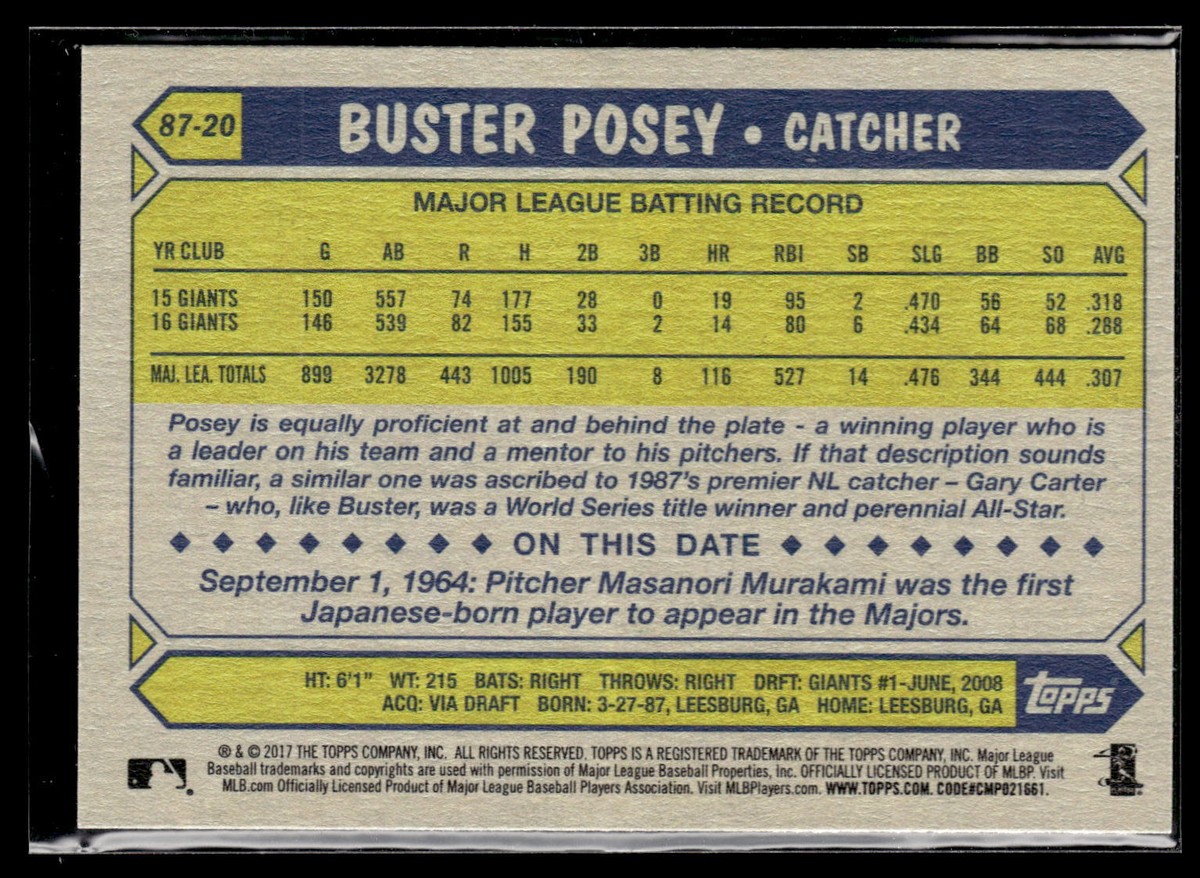 87-20 BUSTER POSEY • CATCHER
MAJOR LEAGUE BATTING RECORD
YR CLUB G AB R H 2B 3B HR RBI SB SLG BB SO AVG
15 GIANTS 150 557 74 177 28 0 19 95 2 .470 56 52 .318
16 GIANTS 146 539 82 155 33 2 14 80 6 .434 64 68 .288
MAJ. LEA. TOTALS 899 3278 443 1005 190 8 116 527 14 .476 344 444 .307
Posey is equally proficient at and behind the plate - a winning player who is
a leader on his team and a mentor to his pitchers. If that description sounds
familiar, a similar one was ascribed to 1987's premier NL catcher – Gary Carter
– who, like Buster, was a World Series title winner and perennial All-Star.
ON THIS DATE
September 1, 1964: Pitcher Masanori Murakami was the first
Japanese-born player to appear in the Majors.
HT: 6'1" WT: 215 BATS: RIGHT THROWS: RIGHT DRFT: GIANTS #1-JUNE, 2008
ACQ: VIA DRAFT BORN: 3-27-87, LEESBURG, GA HOME: LEESBURG, GA
topps
® & © 2017 THE TOPPS COMPANY, INC. ALL RIGHTS RESERVED. TOPPS IS A REGISTERED TRADEMARK OF THE TOPPS COMPANY, INC. Major League
Baseball trademarks and copyrights are used with permission of Major League Baseball Properties, Inc. OFFICIALLY LICENSED PRODUCT OF MLBP. Visit
MLB.com Officially Licensed Product of Major League Baseball Players Association. Visit MLBPlayers.com. WWW.TOPPS.COM. CODE#CMP021661.